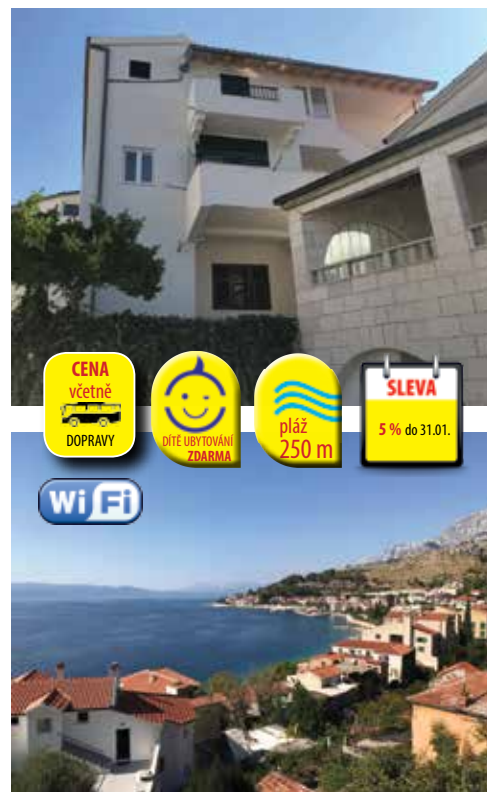 CENA
včetně
DOPRAVY
DÍTĚ UBYTOVÁNÍ
ZDARMA
pláž
250 m
SLEVA
5 % do 31.01.
WiFi